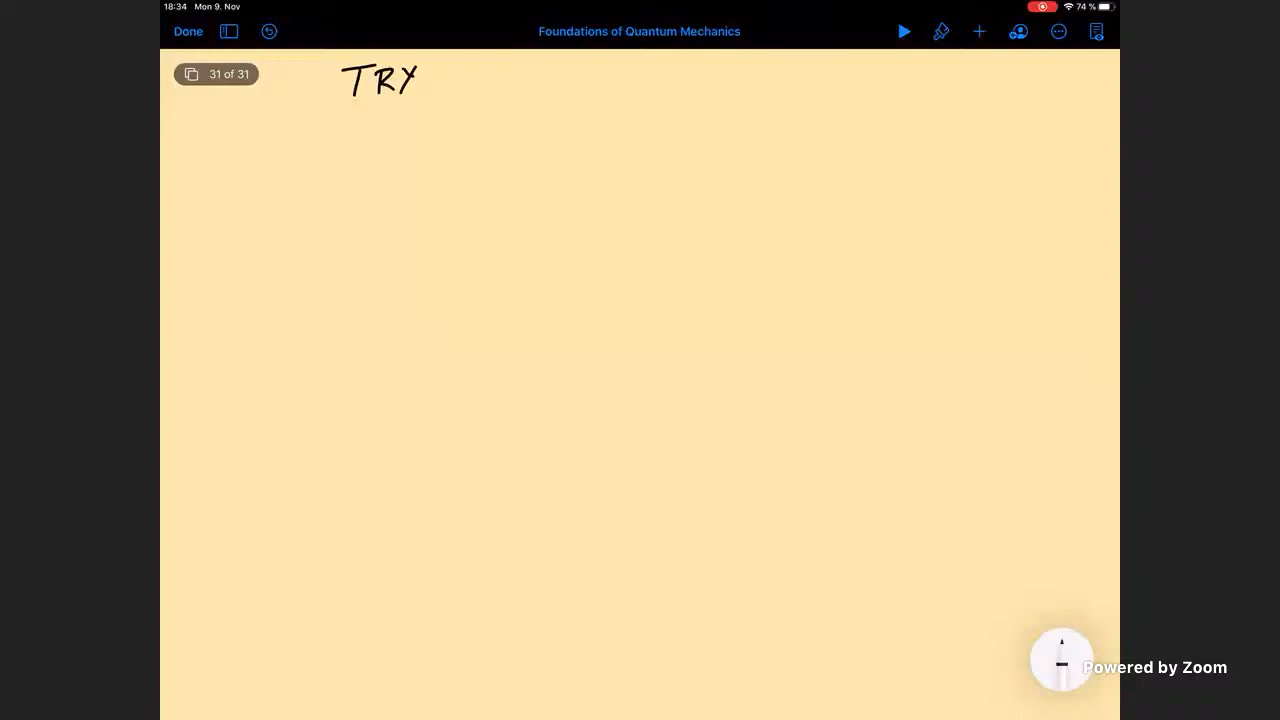 18:34 Mon 9. Nov 74 %
Done Foundations of Quantum Mechanics
31 of 31
TRY
Powered by Zoom